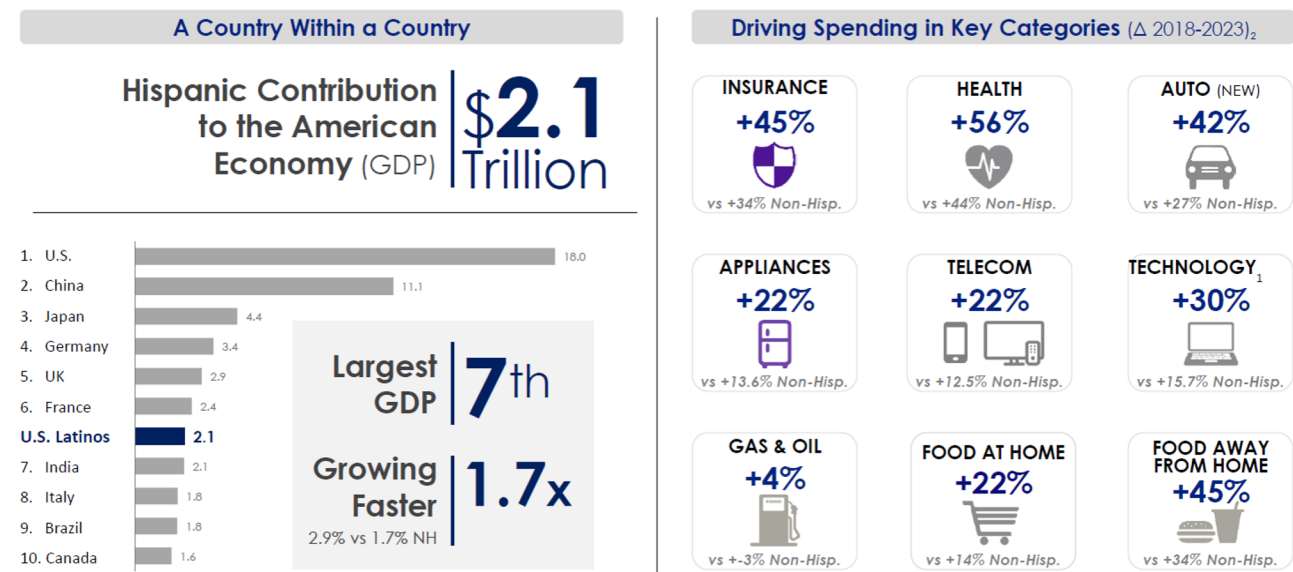 A Country Within a Country
Hispanic Contribution
to the American
Economy (GDP)
$2.1
Trillion
1. U.S. 18.0
2. China 11.1
3. Japan 4.4
4. Germany 3.4
5. UK 2.9
6. France 2.4
U.S. Latinos 2.1
7. India 2.1
8. Italy 1.8
9. Brazil 1.8
10. Canada 1.6
Largest
GDP
7th
Growing
Faster
2.9% vs 1.7% NH
1.7x
Driving Spending in Key Categories (Δ 2018-2023)2
INSURANCE
+45%
vs +34% Non-Hisp.
HEALTH
+56%
vs +44% Non-Hisp.
AUTO (NEW)
+42%
vs +27% Non-Hisp.
APPLIANCES
+22%
vs +13.6% Non-Hisp.
TELECOM
+22%
vs +12.5% Non-Hisp.
TECHNOLOGY1
+30%
vs +15.7% Non-Hisp.
GAS & OIL
+4%
vs +-3% Non-Hisp.
FOOD AT HOME
+22%
vs +14% Non-Hisp.
FOOD AWAY
FROM HOME
+45%
vs +34% Non-Hisp.